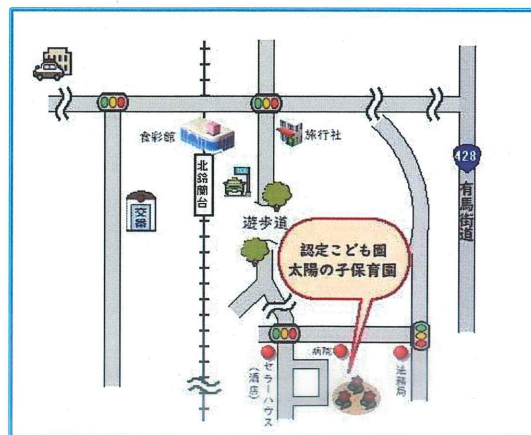 食彩館
旅行社
428
有馬街道
北鈴蘭台
交番
遊歩道
認定こども園
太陽の子保育園
病院
法務局
セラーハウス
(酒店)